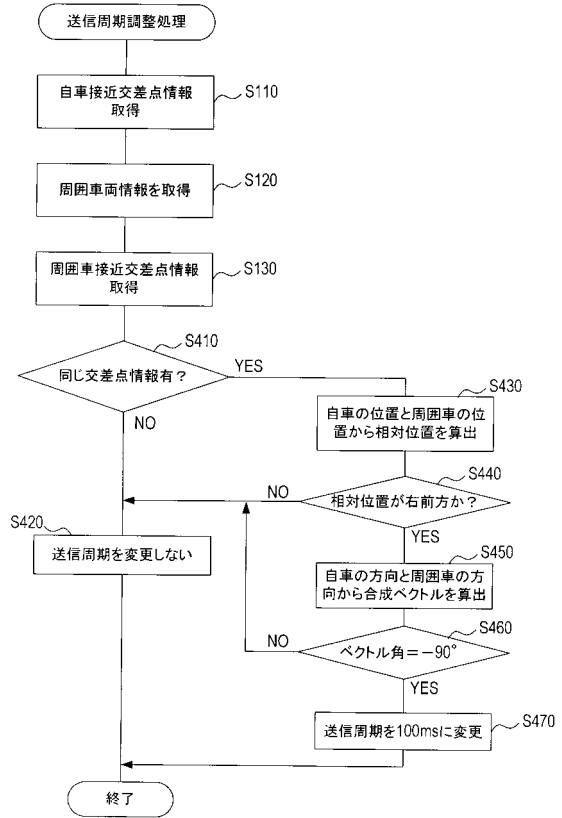 送信周期調整処理
自車接近交差点情報
取得
S110
周囲車両情報を取得
S120
周囲車接近交差点情報
取得
S130
S410
同じ交差点情報有?
YES
NO
S430
自車の位置と周囲車の位
置から相対位置を算出
S440
相対位置が右前方か?
NO
YES
S420
送信周期を変更しない
S450
自車の方向と周囲車の方
向から合成ベクトルを算出
S460
ベクトル角=-90°
NO
YES
S470
送信周期を100msに変更
終了